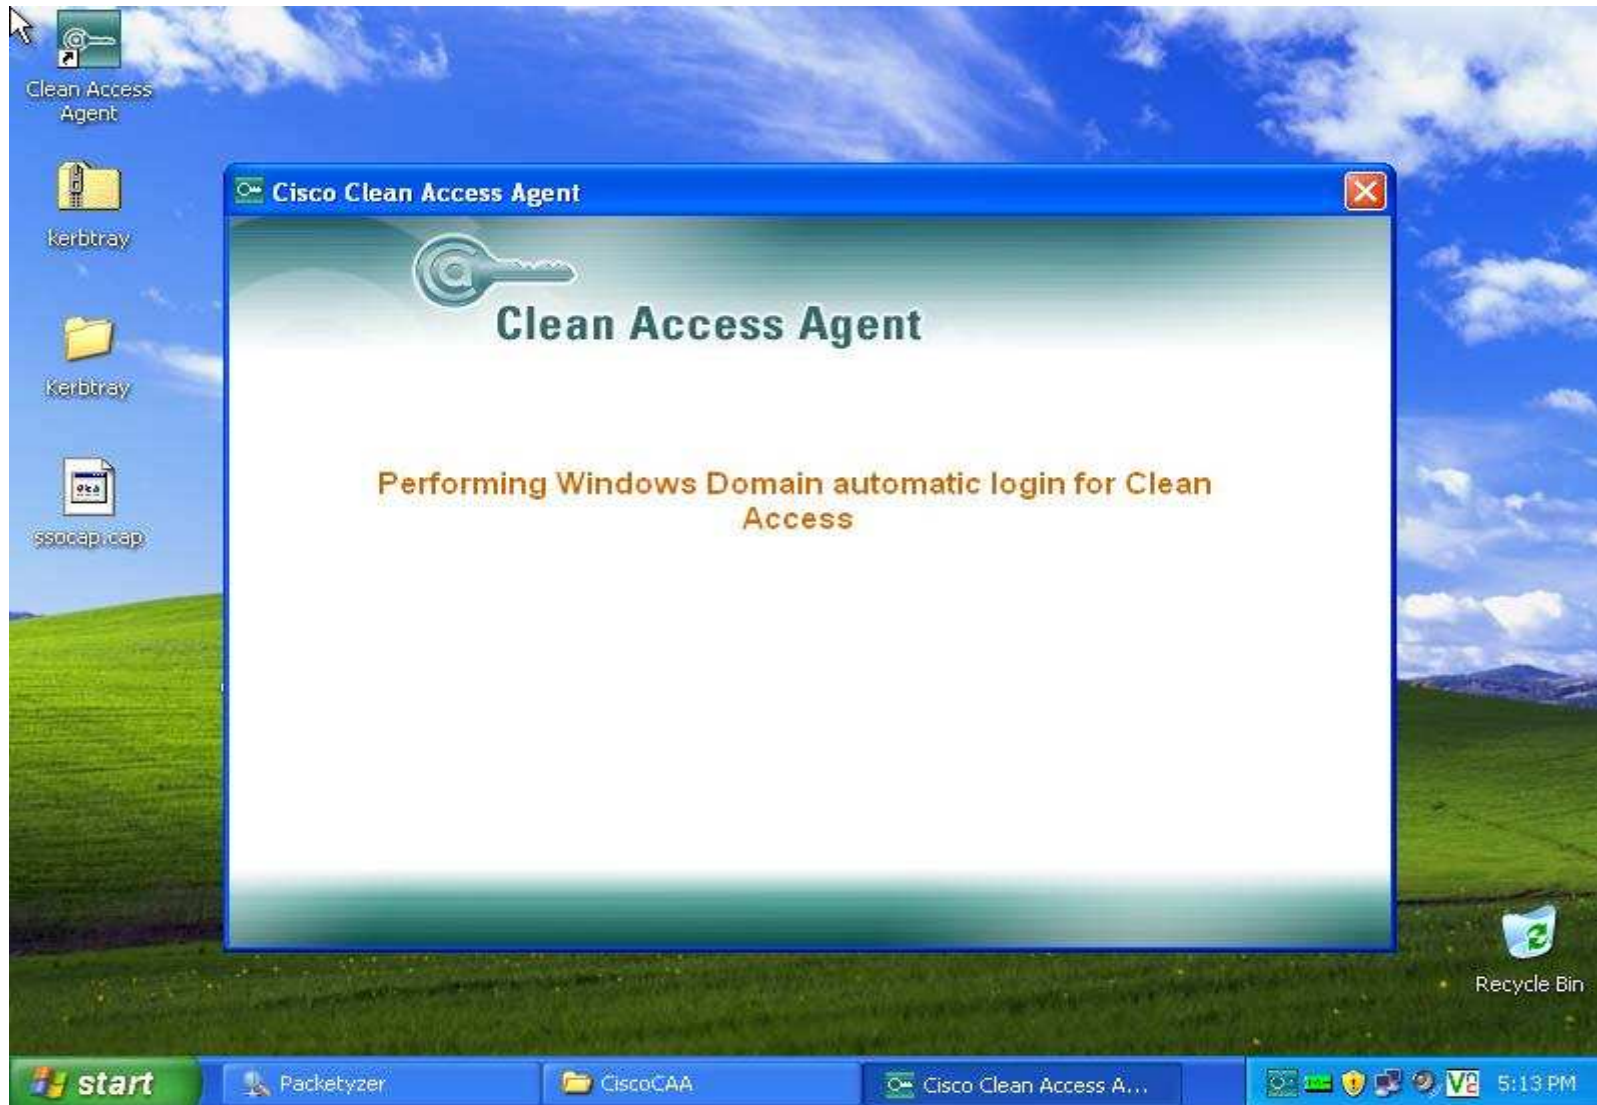 Clean Access
Agent
kerbtray
Kerbtray
ssocap.cap
Cisco Clean Access Agent
Clean Access Agent
Performing Windows Domain automatic login for Clean
Access
Recycle Bin
start
Packetyzer
CiscoCAA
Cisco Clean Access A...
5:13 PM